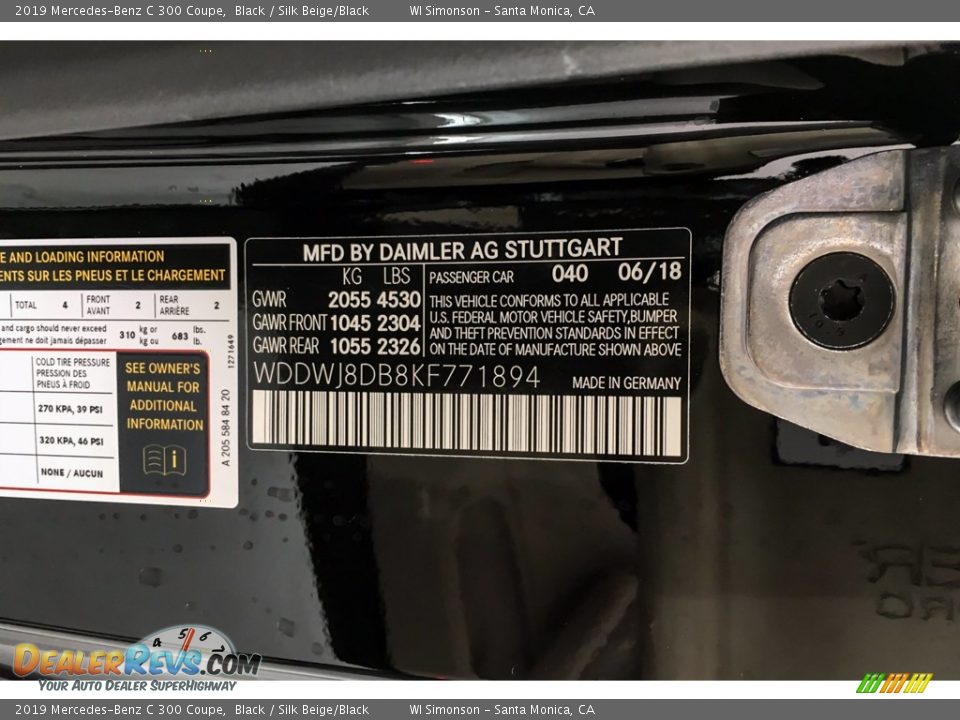 2019 Mercedes-Benz C 300 Coupe,  Black / Silk Beige/Black          WI Simonson - Santa Monica, CA
E AND LOADING INFORMATION
ENTS SUR LES PNEUS ET LE CHARGEMENT
TOTAL 4 FRONT AVANT 2 REAR ARRIÈRE 2
and cargo should never exceed 310 kg or 683 lbs.
gement ne doit jamais dépasser kg ou lb.
COLD TIRE PRESSURE
PRESSION DES
PNEUS À FROID
270 KPA, 39 PSI
320 KPA, 46 PSI
NONE / AUCUN
SEE OWNER'S
MANUAL FOR
ADDITIONAL
INFORMATION
i
A 205 584 84 20
1271649
MFD BY DAIMLER AG STUTTGART
KG LBS
GVWR 2055 4530
GAWR FRONT 1045 2304
GAWR REAR 1055 2326
PASSENGER CAR 040 06/18
THIS VEHICLE CONFORMS TO ALL APPLICABLE
U.S. FEDERAL MOTOR VEHICLE SAFETY,BUMPER
AND THEFT PREVENTION STANDARDS IN EFFECT
ON THE DATE OF MANUFACTURE SHOWN ABOVE
WDDWJ8DB8KF771894 MADE IN GERMANY
10.9
4 5 6
DEALERREVS.COM
YOUR AUTO DEALER SUPERHIGHWAY
2019 Mercedes-Benz C 300 Coupe,  Black / Silk Beige/Black          WI Simonson - Santa Monica, CA